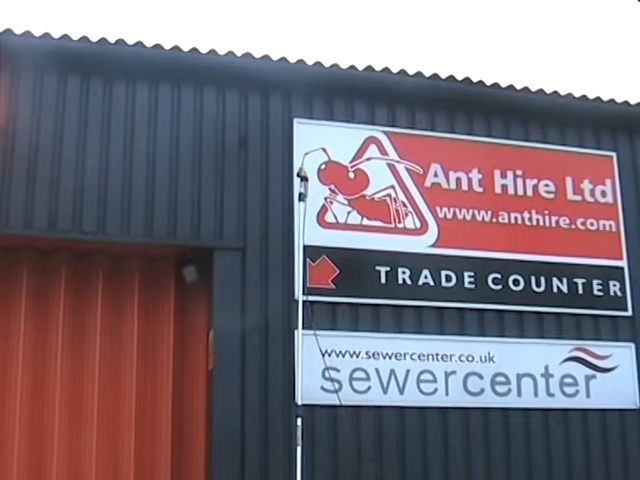 Ant Hire Ltd
www.anthire.com
TRADE COUNTER
www.sewercenter.co.uk
sewercenter